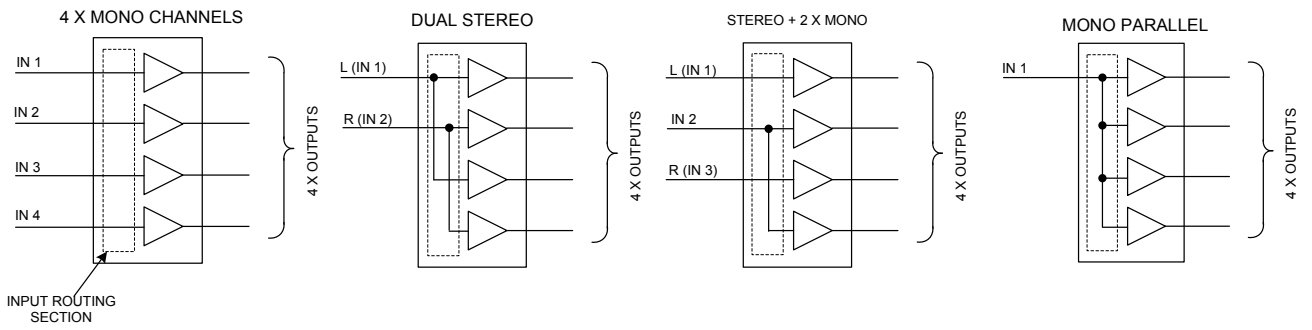 4 X MONO CHANNELS
IN 1
IN 2
IN 3
IN 4
4 X OUTPUTS
INPUT ROUTING
SECTION
DUAL STEREO
L (IN 1)
R (IN 2)
4 X OUTPUTS
STEREO + 2 X MONO
L (IN 1)
IN 2
R (IN 3)
4 X OUTPUTS
MONO PARALLEL
IN 1
4 X OUTPUTS